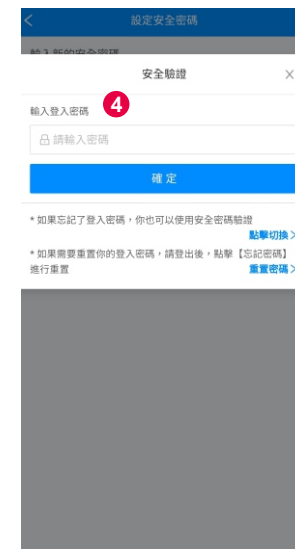 設定安全密碼
輸入新的安全密碼
安全驗證
輸入登入密碼 4
請輸入密碼
確定
* 如果忘記了登入密碼，你也可以使用安全密碼驗證
點擊切換
* 如果需要重置你的登入密碼，請登出後，點擊【忘記密碼】
進行重置 重置密碼